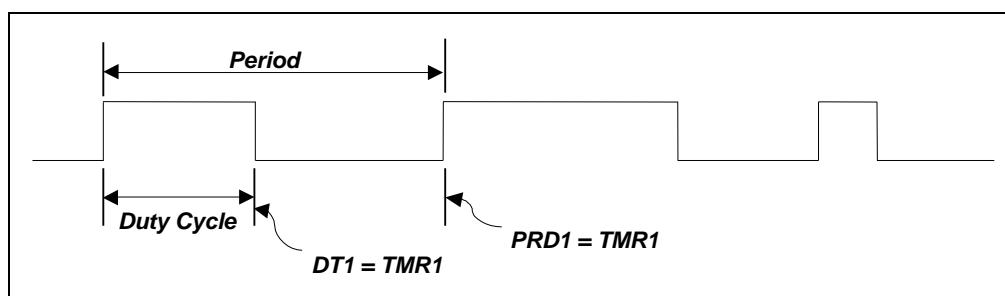 Period
Duty Cycle
PRD1 = TMR1
DT1 = TMR1